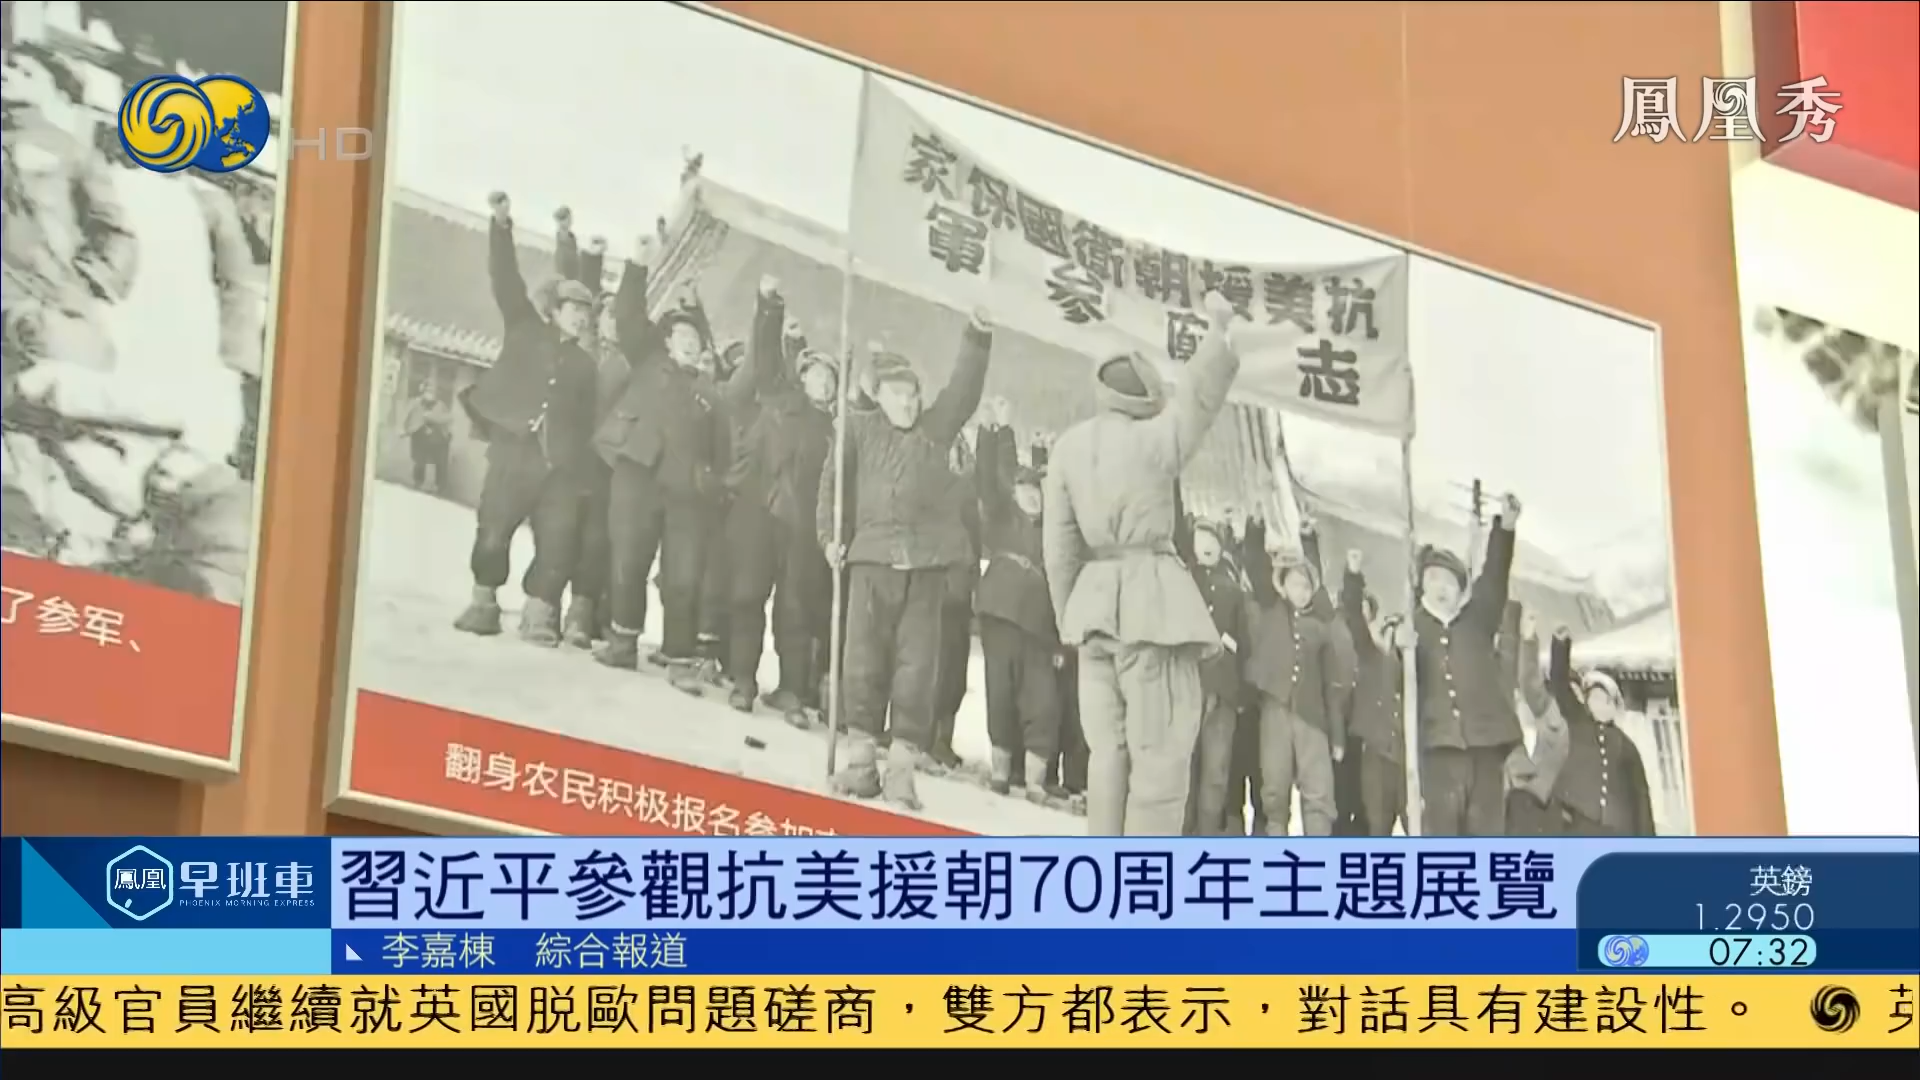 HD
鳳凰秀
家保國衛朝援美抗
軍 參 願 志
了参军、
翻身农民积极报名参加
鳳凰早班車
PHOENIX MORNING EXPRESS
習近平參觀抗美援朝70周年主題展覽
英鎊
1.2950
李嘉棟 綜合報道
07:32
高級官員繼續就英國脱歐問題磋商，雙方都表示，對話具有建設性。 英